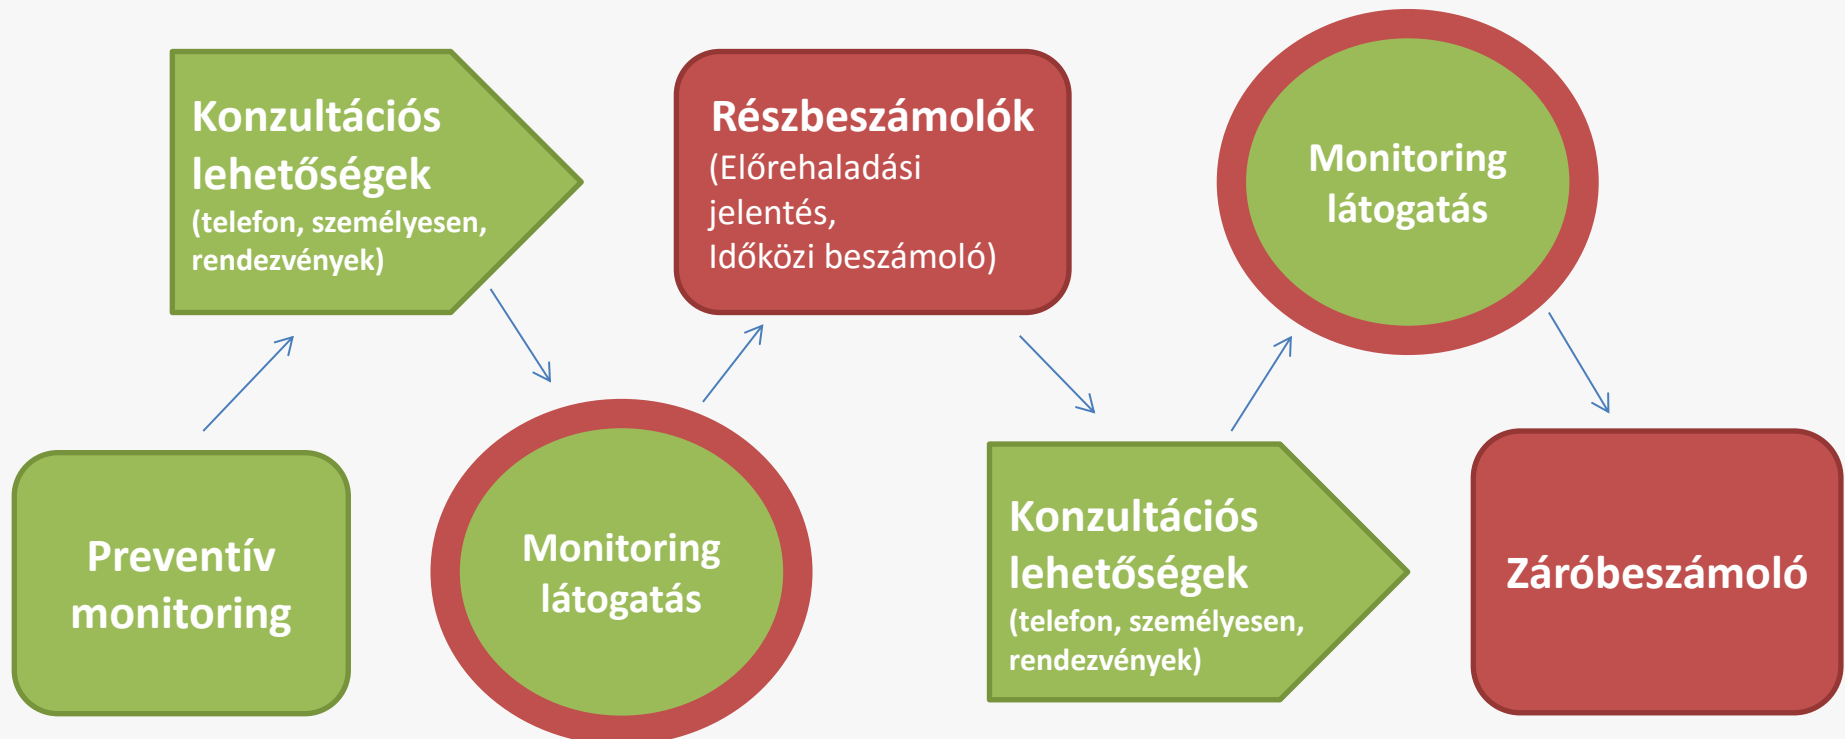 Preventív
monitoring
Konzultációs
lehetőségek
(telefon, személyesen,
rendezvények)
Monitoring
látogatás
Részbeszámolók
(Előrehaladási
jelentés,
Időközi beszámoló)
Konzultációs
lehetőségek
(telefon, személyesen,
rendezvények)
Monitoring
látogatás
Záróbeszámoló